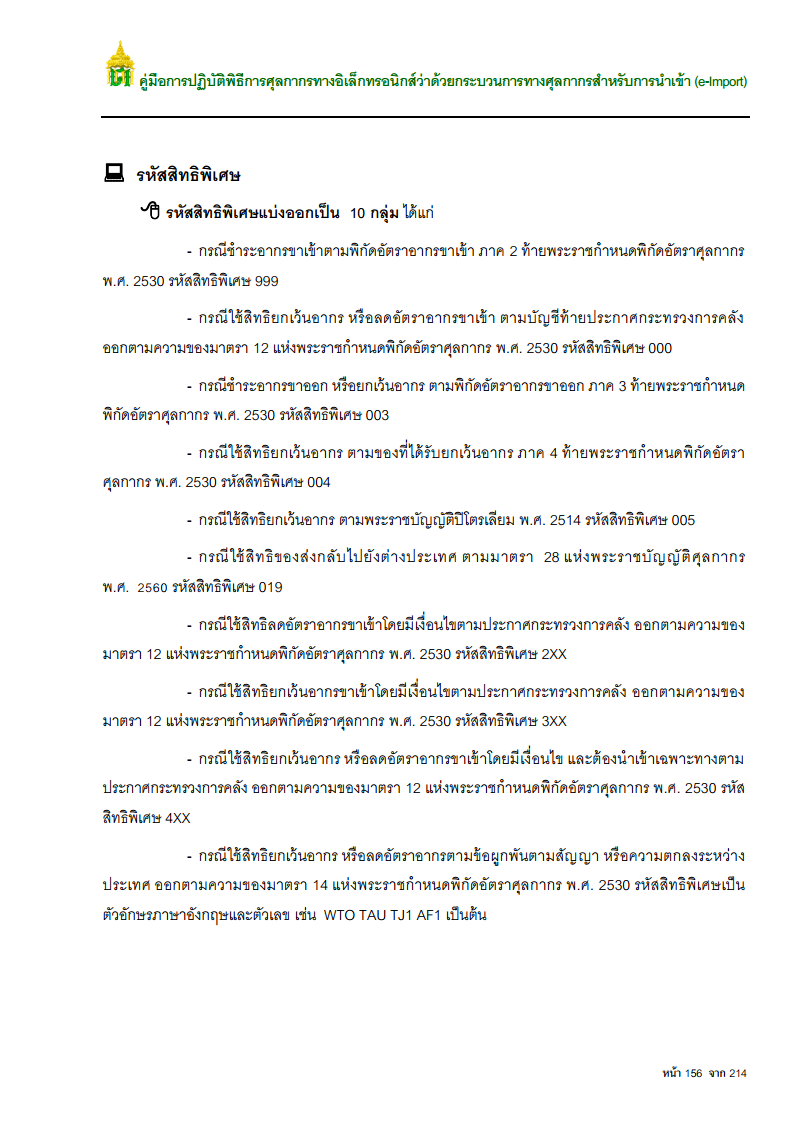 คู่มือการปฏิบัติพิธีการศุลกากรทางอิเล็กทรอนิกส์ว่าด้วยกระบวนการทางศุลกากรสำหรับการนำเข้า (e-Import)
รหัสสิทธิพิเศษ
รหัสสิทธิพิเศษแบ่งออกเป็น 10 กลุ่ม ได้แก่
- กรณีชำระอากรขาเข้าตามพิกัดอัตราอากรขาเข้า ภาค 2 ท้ายพระราชกำหนดพิกัดอัตราศุลกากร
พ.ศ. 2530 รหัสสิทธิพิเศษ 999
- กรณีใช้สิทธิยกเว้นอากร หรือลดอัตราอากรขาเข้า ตามบัญชีท้ายประกาศกระทรวงการคลัง
ออกตามความของมาตรา 12 แห่งพระราชกำหนดพิกัดอัตราศุลกากร พ.ศ. 2530 รหัสสิทธิพิเศษ 000
- กรณีชำระอากรขาออก หรือยกเว้นอากร ตามพิกัดอัตราอากรขาออก ภาค 3 ท้ายพระราชกำหนด
พิกัดอัตราศุลกากร พ.ศ. 2530 รหัสสิทธิพิเศษ 003
- กรณีใช้สิทธิยกเว้นอากร ตามของที่ได้รับยกเว้นอากร ภาค 4 ท้ายพระราชกำหนดพิกัดอัตรา
ศุลกากร พ.ศ. 2530 รหัสสิทธิพิเศษ 004
- กรณีใช้สิทธิยกเว้นอากร ตามพระราชบัญญัติปิโตรเลียม พ.ศ. 2514 รหัสสิทธิพิเศษ 005
- กรณีใช้สิทธิของส่งกลับไปยังต่างประเทศ ตามมาตรา 28 แห่งพระราชบัญญัติศุลกากร
พ.ศ. 2560 รหัสสิทธิพิเศษ 019
- กรณีใช้สิทธิลดอัตราอากรขาเข้าโดยมีเงื่อนไขตามประกาศกระทรวงการคลัง ออกตามความของ
มาตรา 12 แห่งพระราชกำหนดพิกัดอัตราศุลกากร พ.ศ. 2530 รหัสสิทธิพิเศษ 2XX
- กรณีใช้สิทธิยกเว้นอากรขาเข้าโดยมีเงื่อนไขตามประกาศกระทรวงการคลัง ออกตามความของ
มาตรา 12 แห่งพระราชกำหนดพิกัดอัตราศุลกากร พ.ศ. 2530 รหัสสิทธิพิเศษ 3XX
- กรณีใช้สิทธิยกเว้นอากร หรือลดอัตราอากรขาเข้าโดยมีเงื่อนไข และต้องนำเข้าเฉพาะทางตาม
ประกาศกระทรวงการคลัง ออกตามความของมาตรา 12 แห่งพระราชกำหนดพิกัดอัตราศุลกากร พ.ศ. 2530 รหัส
สิทธิพิเศษ 4XX
- กรณีใช้สิทธิยกเว้นอากร หรือลดอัตราอากรตามข้อผูกพันตามสัญญา หรือความตกลงระหว่าง
ประเทศ ออกตามความของมาตรา 14 แห่งพระราชกำหนดพิกัดอัตราศุลกากร พ.ศ. 2530 รหัสสิทธิพิเศษเป็น
ตัวอักษรภาษาอังกฤษและตัวเลข เช่น WTO TAU TJ1 AF1 เป็นต้น
หน้า 156 จาก 214